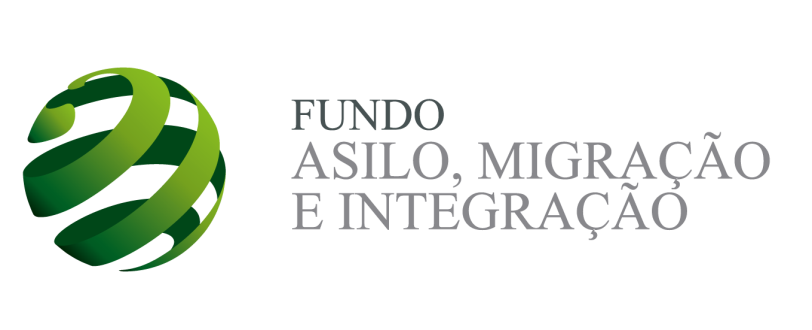 FUNDO
ASILO, MIGRAÇÃO
E INTEGRAÇÃO